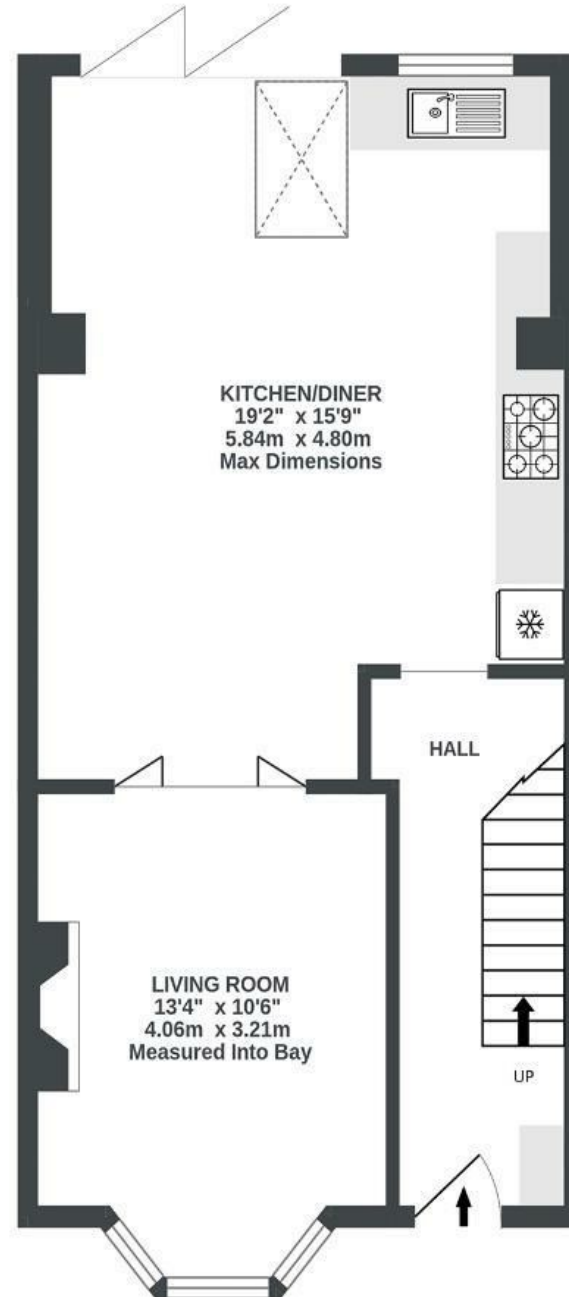 KITCHEN/DINER
19'2" x 15'9"
5.84m x 4.80m
Max Dimensions
HALL
LIVING ROOM
13'4" x 10'6"
4.06m x 3.21m
Measured Into Bay
UP